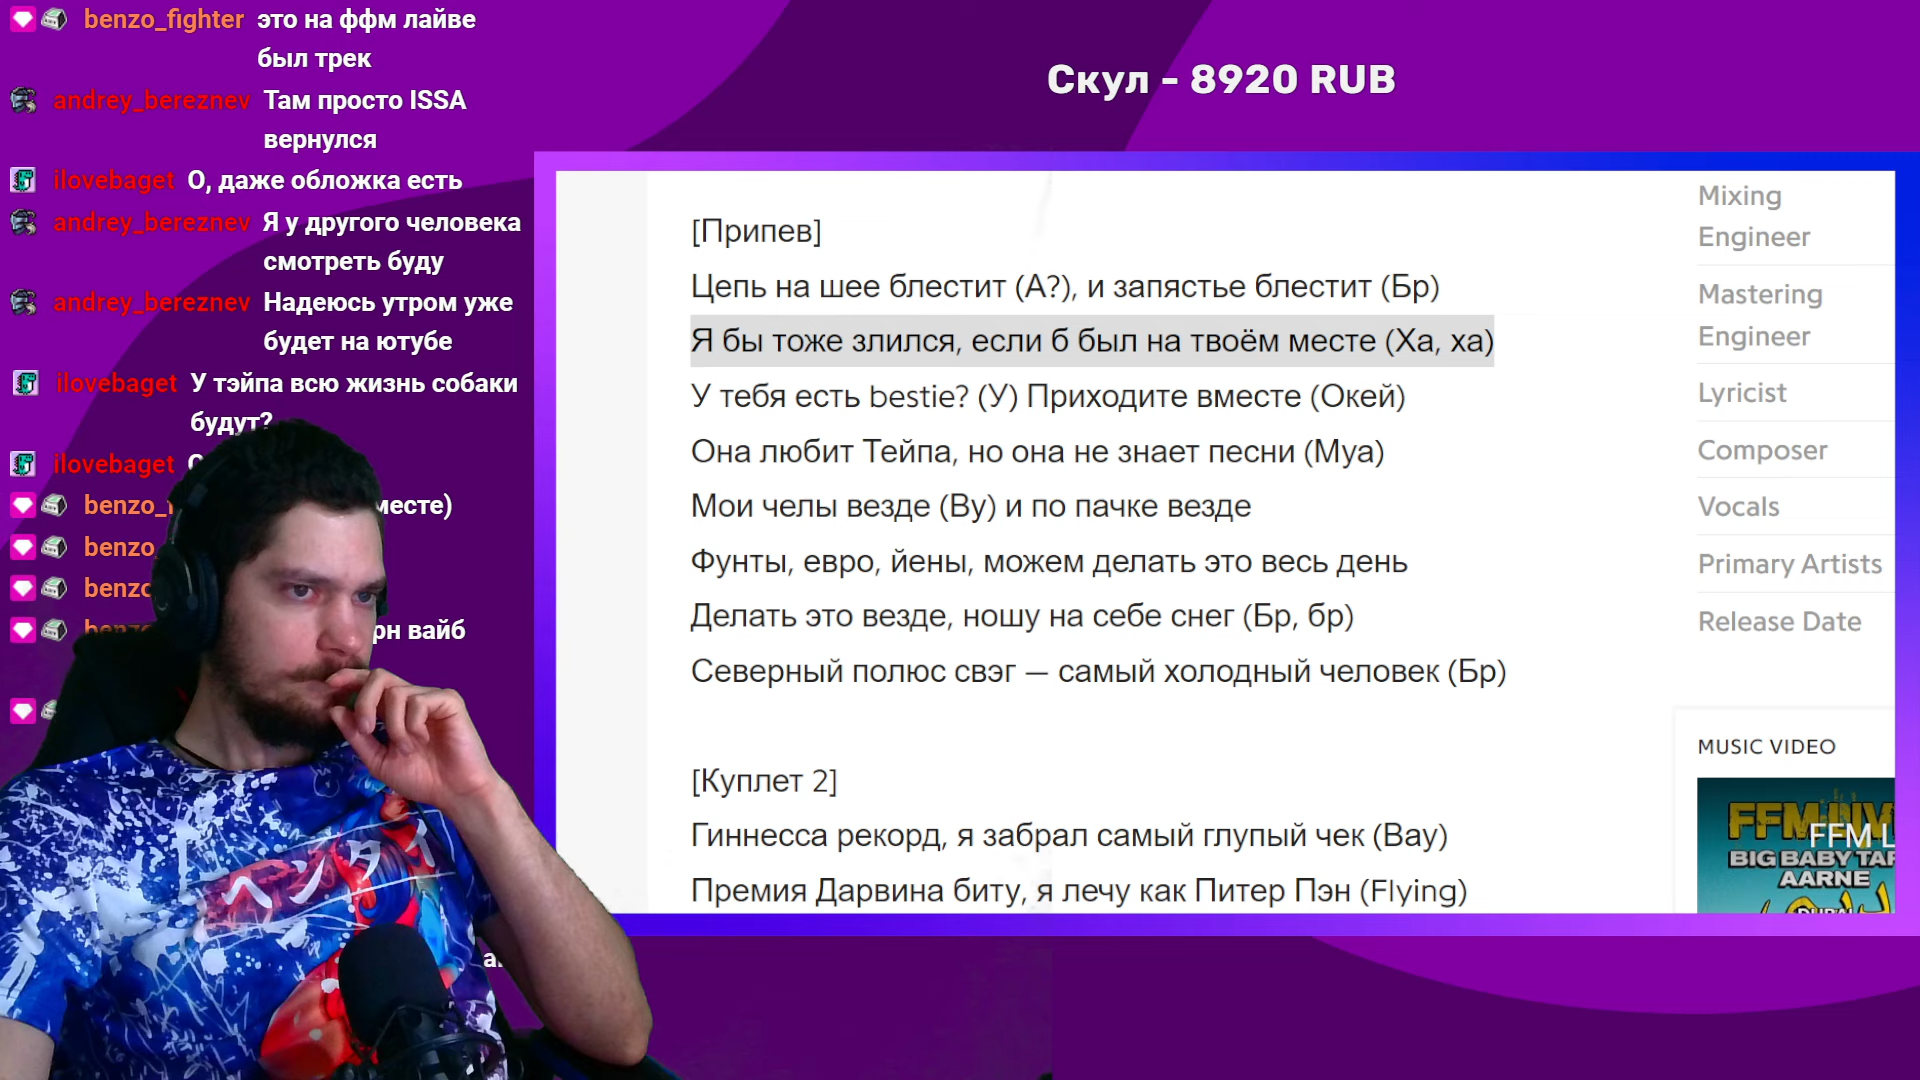 benzo_fighter это на ффм лайве
был трек
andrey_bereznev Там просто ISSA
вернулся
ilovebaget О, даже обложка есть
andrey_bereznev Я у другого человека
смотреть буду
andrey_bereznev Надеюсь утром уже
будет на ютубе
ilovebaget У тэйпа всю жизнь собаки
будут?
ilovebaget
месте)
benzo
вайб
Скул - 8920 RUB
[Припев]
Цепь на шее блестит (А?), и запястье блестит (Бр)
Я бы тоже злился, если б был на твоём месте (Ха, ха)
У тебя есть bestie? (У) Приходите вместе (Окей)
Она любит Тейпа, но она не знает песни (Муа)
Мои челы везде (Ву) и по пачке везде
Фунты, евро, йены, можем делать это весь день
Делать это везде, ношу на себе снег (Бр, бр)
Северный полюс свэг — самый холодный человек (Бр)
[Куплет 2]
Гиннесса рекорд, я забрал самый глупый чек (Вау)
Премия Дарвина биту, я лечу как Питер Пэн (Flying)
Mixing
Engineer
Mastering
Engineer
Lyricist
Composer
Vocals
Primary Artists
Release Date
MUSIC VIDEO
FFM L
BIG BABY TAP
AARNE
ヘンタイ